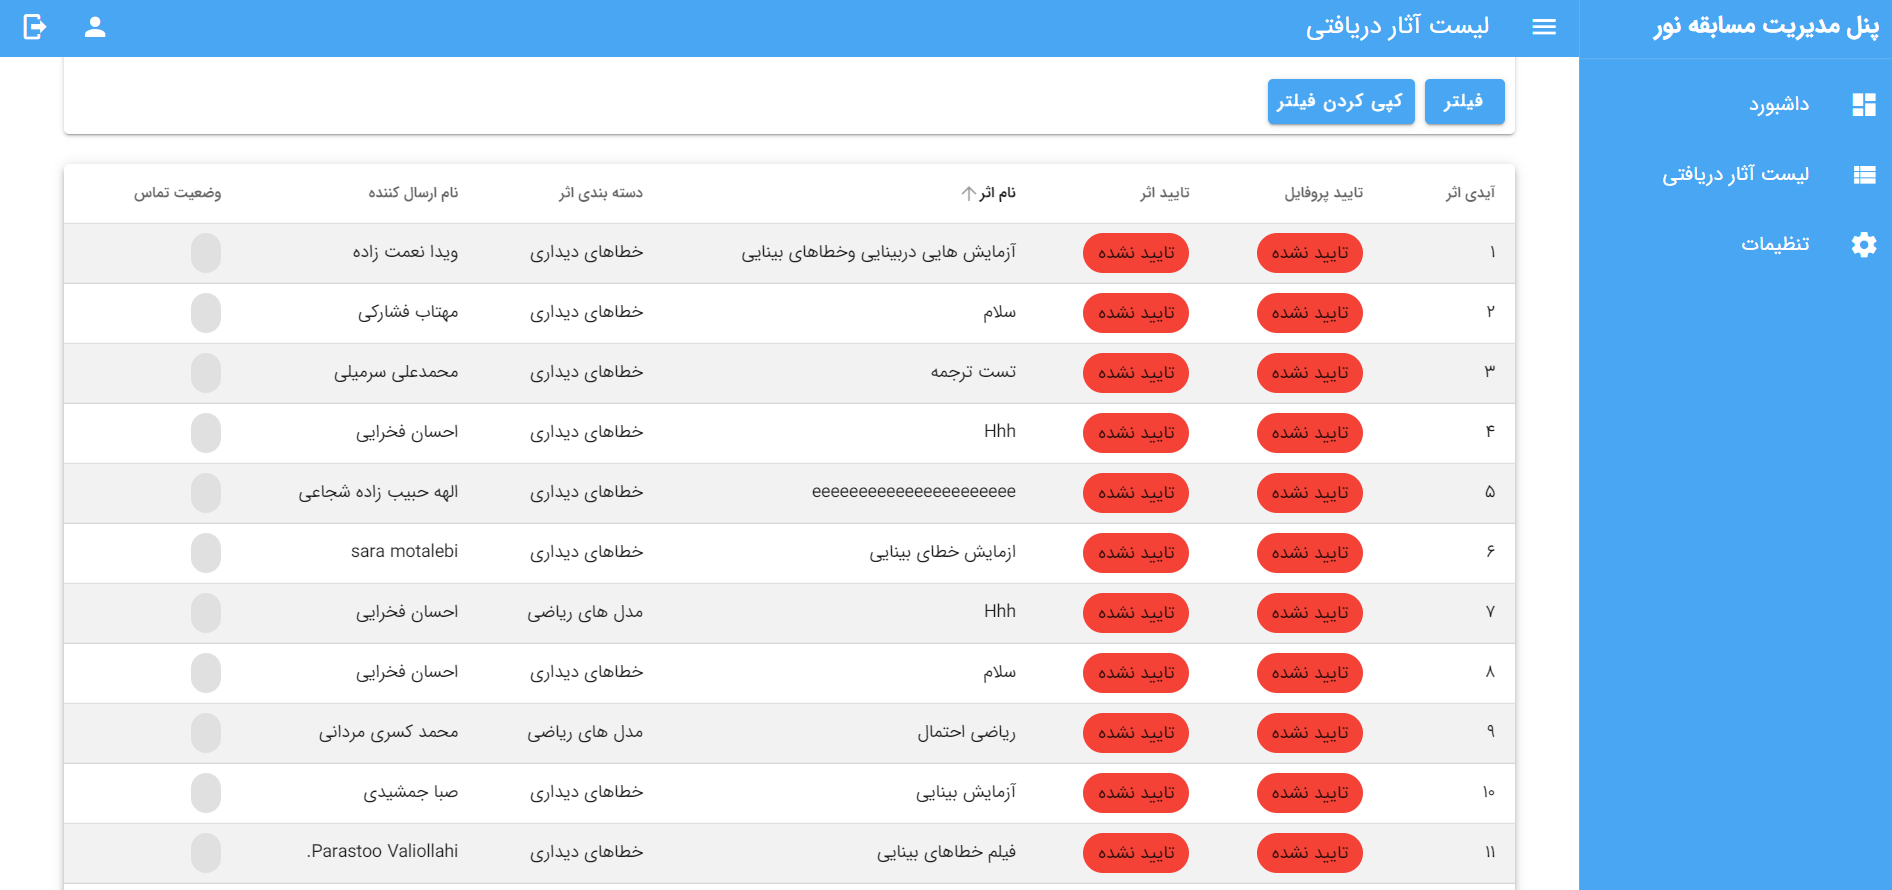 پنل مدیریت مسابقه نور
داشبورد
لیست آثار دریافتی
تنظیمات
لیست آثار دریافتی
فیلتر کپی کردن فیلتر
آیدی اثر تایید پروفایل تایید اثر نام اثر دسته بندی اثر نام ارسال کننده وضعیت تماس
۱ تایید نشده تایید نشده آزمایش هایی دربینایی وخطاهای بینایی خطاهای دیداری ویدا نعمت زاده
۲ تایید نشده تایید نشده سلام خطاهای دیداری مهتاب فشارکی
۳ تایید نشده تایید نشده تست ترجمه خطاهای دیداری محمدعلی سرمیلی
۴ تایید نشده تایید نشده Hhh خطاهای دیداری احسان فخرایی
۵ تایید نشده تایید نشده eeeeeeeeeeeeeeeeeeeeee خطاهای دیداری الهه حبیب زاده شجاعی
۶ تایید نشده تایید نشده ازمایش خطای بینایی خطاهای دیداری sara motalebi
۷ تایید نشده تایید نشده Hhh مدل های ریاضی احسان فخرایی
۸ تایید نشده تایید نشده سلام خطاهای دیداری احسان فخرایی
۹ تایید نشده تایید نشده ریاضی احتمال مدل های ریاضی محمد کسری مردانی
۱۰ تایید نشده تایید نشده آزمایش بینایی خطاهای دیداری صبا جمشیدی
۱۱ تایید نشده تایید نشده فیلم خطاهای بینایی خطاهای دیداری Parastoo Valiollahi.